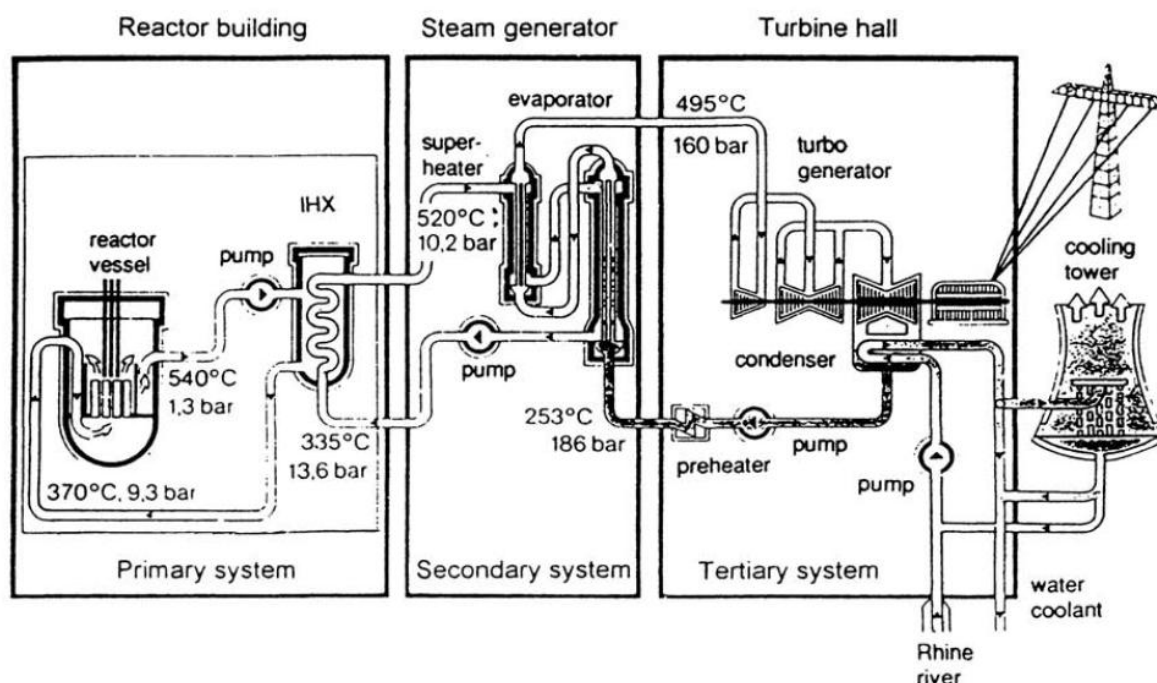 Reactor building
Steam generator
Turbine hall
evaporator
super-
heater
495°C
160 bar
turbo
generator
IHX
reactor
vessel
pump
520°C
10,2 bar
cooling
tower
540°C
1,3 bar
pump
condenser
335°C
13,6 bar
253°C
186 bar
preheater
pump
pump
370°C, 9,3 bar
Primary system
Secondary system
Tertiary system
water
coolant
Rhine
river